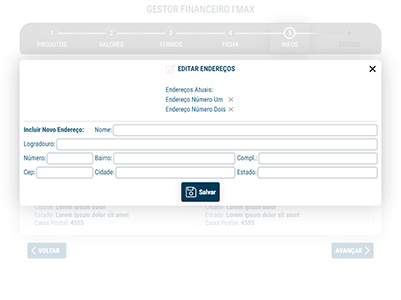 GESTOR FINANCEIRO I'MAX
1 2 3 4 5 6
PRODUTOS VALORES TERMOS FICHA INFOS STATUS
EDITAR ENDEREÇOS
Endereços Atuais:
Endereço Número Um
Endereço Número Dois
Incluir Novo Endereço: Nome:
Logradouro:
Número: Bairro: Compl.:
Cep: Cidade: Estado:
Salvar
Cidade: Lorem ipsum dolor Cidade: Lorem ipsum dolor
Estado: Lorem ipsum dolor sit amet Estado: Lorem ipsum dolor sit amet
Caixa Postal: 4555 Caixa Postal: 4555
VOLTAR AVANÇAR